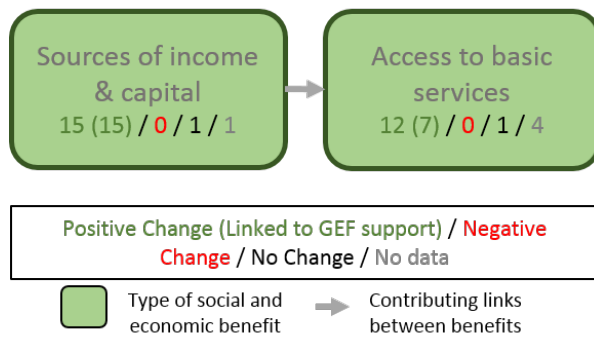 Sources of income
& capital
15 (15) / 0 / 1 / 1
Access to basic
services
12 (7) / 0 / 1 / 4
Positive Change (Linked to GEF support) / Negative
Change / No Change / No data
Type of social and
economic benefit
Contributing links
between benefits